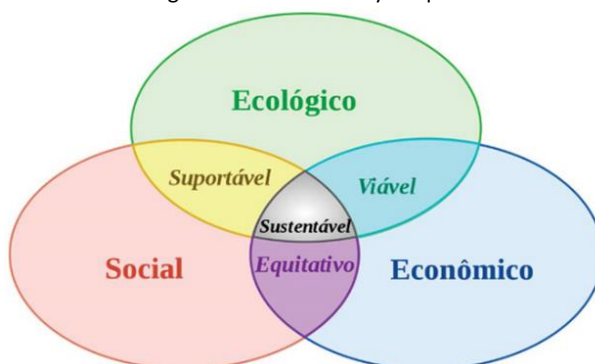 Ecológico
Suportável
Viável
Sustentável
Social
Equitativo
Econômico